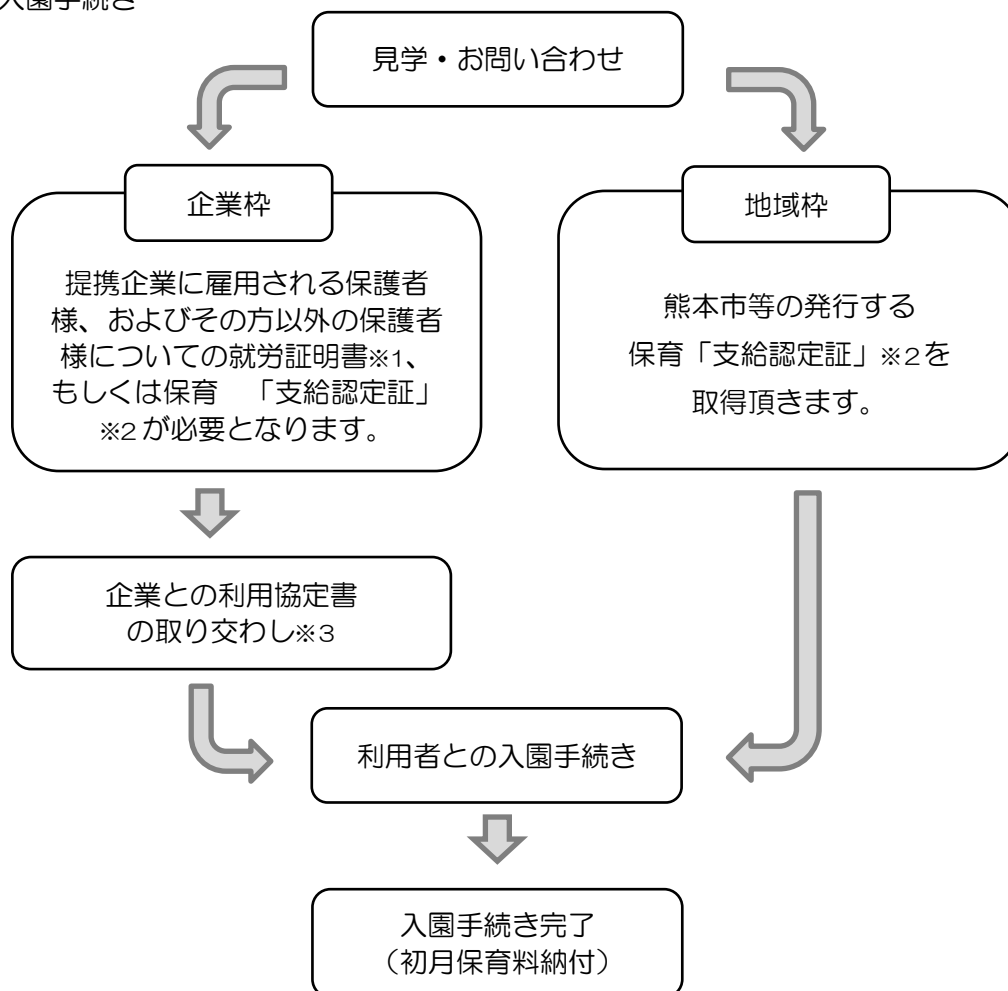 入園手続き
見学・お問い合わせ
企業枠
提携企業に雇用される保護者
様、およびその方以外の保護者
様についての就労証明書※1、
もしくは保育　「支給認定証」
※2が必要となります。
地域枠
熊本市等の発行する
保育「支給認定証」※2を
取得頂きます。
企業との利用協定書
の取り交わし※3
利用者との入園手続き
入園手続き完了
（初月保育料納付）